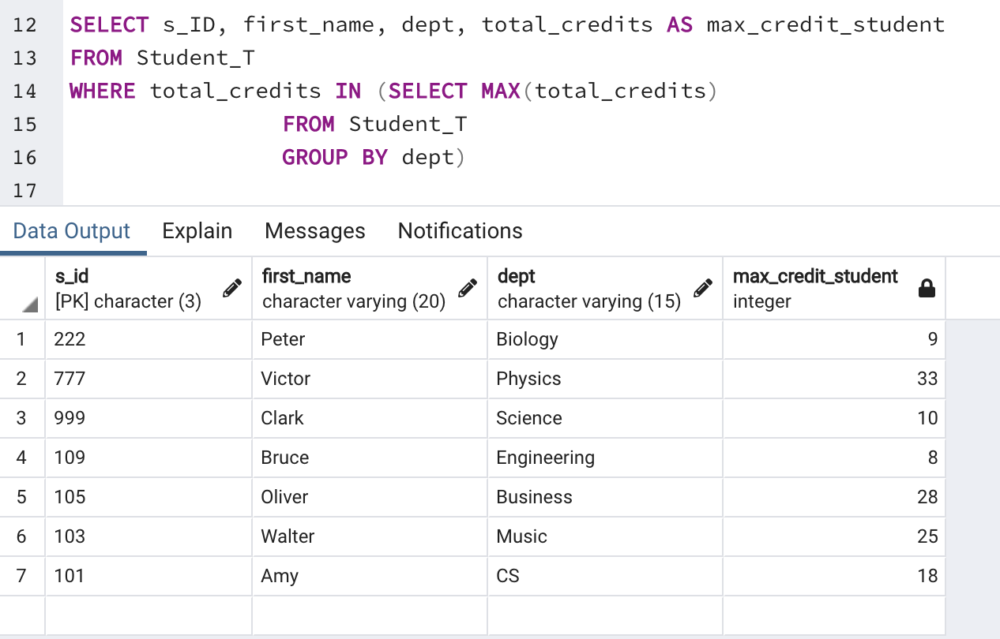 12 SELECT s_ID, first_name, dept, total_credits AS max_credit_student
13 FROM Student_T
14 WHERE total_credits IN (SELECT MAX(total_credits)
15 FROM Student_T
16 GROUP BY dept)
17
Data Output Explain Messages Notifications
s_id first_name dept max_credit_student
[PK] character (3) character varying (20) character varying (15) integer
1 222 Peter Biology 9
2 777 Victor Physics 33
3 999 Clark Science 10
4 109 Bruce Engineering 8
5 105 Oliver Business 28
6 103 Walter Music 25
7 101 Amy CS 18